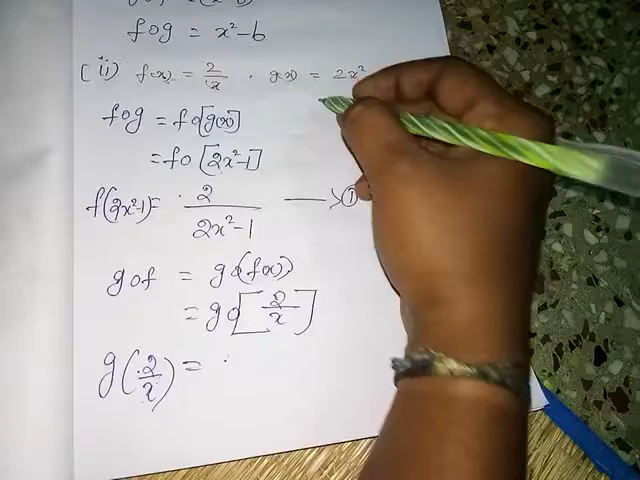 fog = x²-6
(ii) f(x) = 2/x . g(x) = 2x²
fog = fo[g(x)]
= fo [2x²-1]
f(2x²-1) = 2/(2x²-1) → ①
gof = go(f(x))
= go[2/x]
g(2/x) =